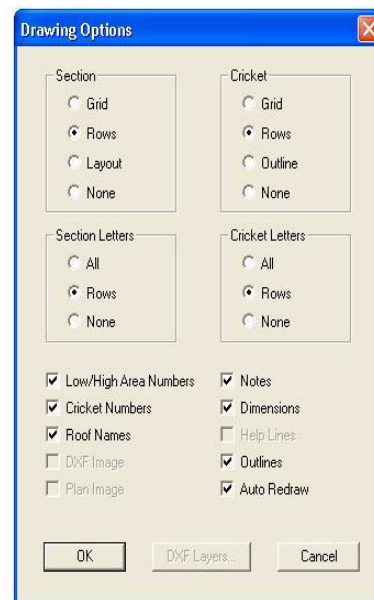 Drawing Options
Section
Grid
Rows
Layout
None
Cricket
Grid
Rows
Outline
None
Section Letters
All
Rows
None
Cricket Letters
All
Rows
None
Low/High Area Numbers
Cricket Numbers
Roof Names
DXF Image
Plan Image
Notes
Dimensions
Help Lines
Outlines
Auto Redraw
OK
DXF Layers...
Cancel